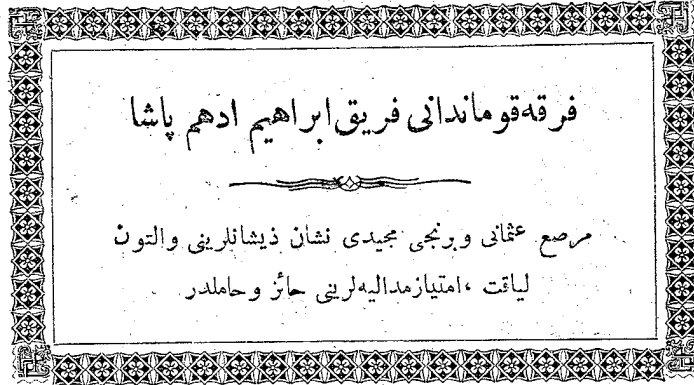 فرقه‌قوماندانی فریق ابراهیم ادهم پاشا
مرصع عثمانی وبرنجی مجیدی نشان ذیشانلرینی والتون
لیاقت ،امتیازمدالیه‌لرینی حائز وحاملدر